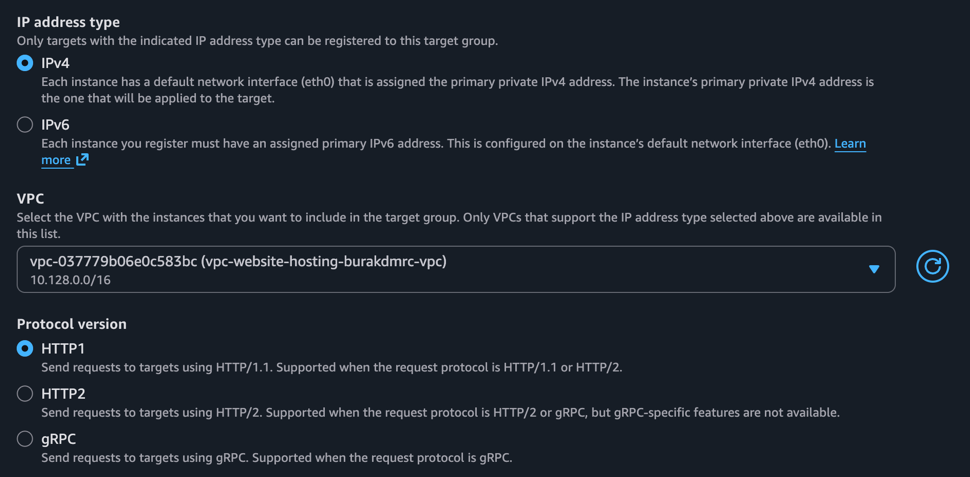 IP address type
Only targets with the indicated IP address type can be registered to this target group.
IPv4
Each instance has a default network interface (eth0) that is assigned the primary private IPv4 address. The instance's primary private IPv4 address is
the one that will be applied to the target.
IPv6
Each instance you register must have an assigned primary IPv6 address. This is configured on the instance's default network interface (eth0). Learn
more
VPC
Select the VPC with the instances that you want to include in the target group. Only VPCs that support the IP address type selected above are available in
this list.
vpc-037779b06e0c583bc (vpc-website-hosting-burakdmrc-vpc)
10.128.0.0/16
Protocol version
HTTP1
Send requests to targets using HTTP/1.1. Supported when the request protocol is HTTP/1.1 or HTTP/2.
HTTP2
Send requests to targets using HTTP/2. Supported when the request protocol is HTTP/2 or gRPC, but gRPC-specific features are not available.
gRPC
Send requests to targets using gRPC. Supported when the request protocol is gRPC.